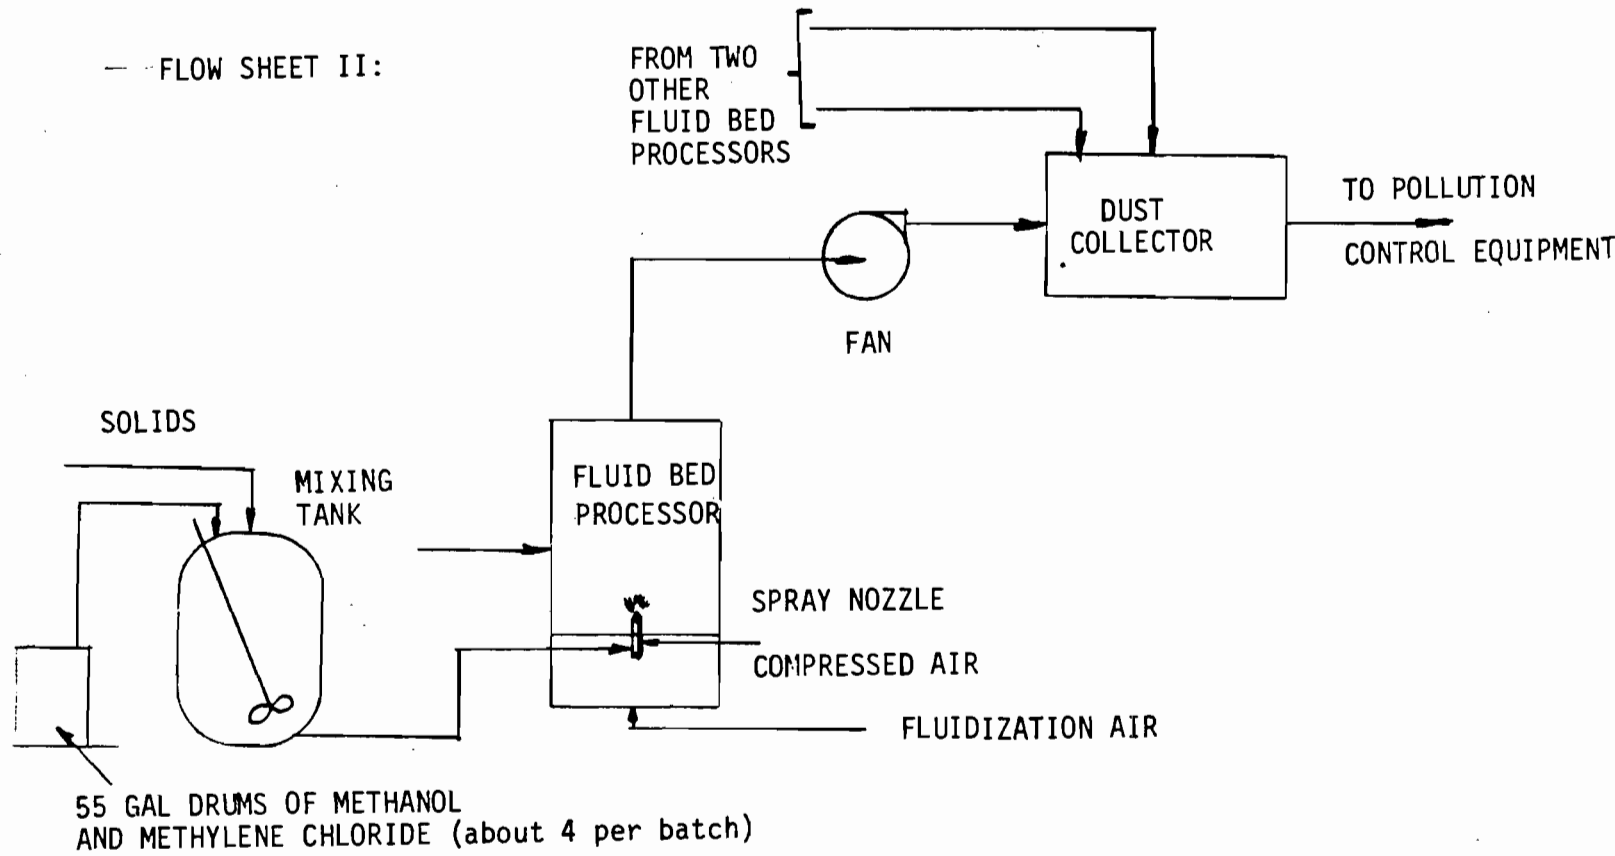 FLOW SHEET II:
FROM TWO
OTHER
FLUID BED
PROCESSORS
DUST
COLLECTOR
TO POLLUTION
CONTROL EQUIPMENT
FAN
SOLIDS
MIXING
TANK
FLUID BED
PROCESSOR
SPRAY NOZZLE
COMPRESSED AIR
FLUIDIZATION AIR
55 GAL DRUMS OF METHANOL
AND METHYLENE CHLORIDE (about 4 per batch)